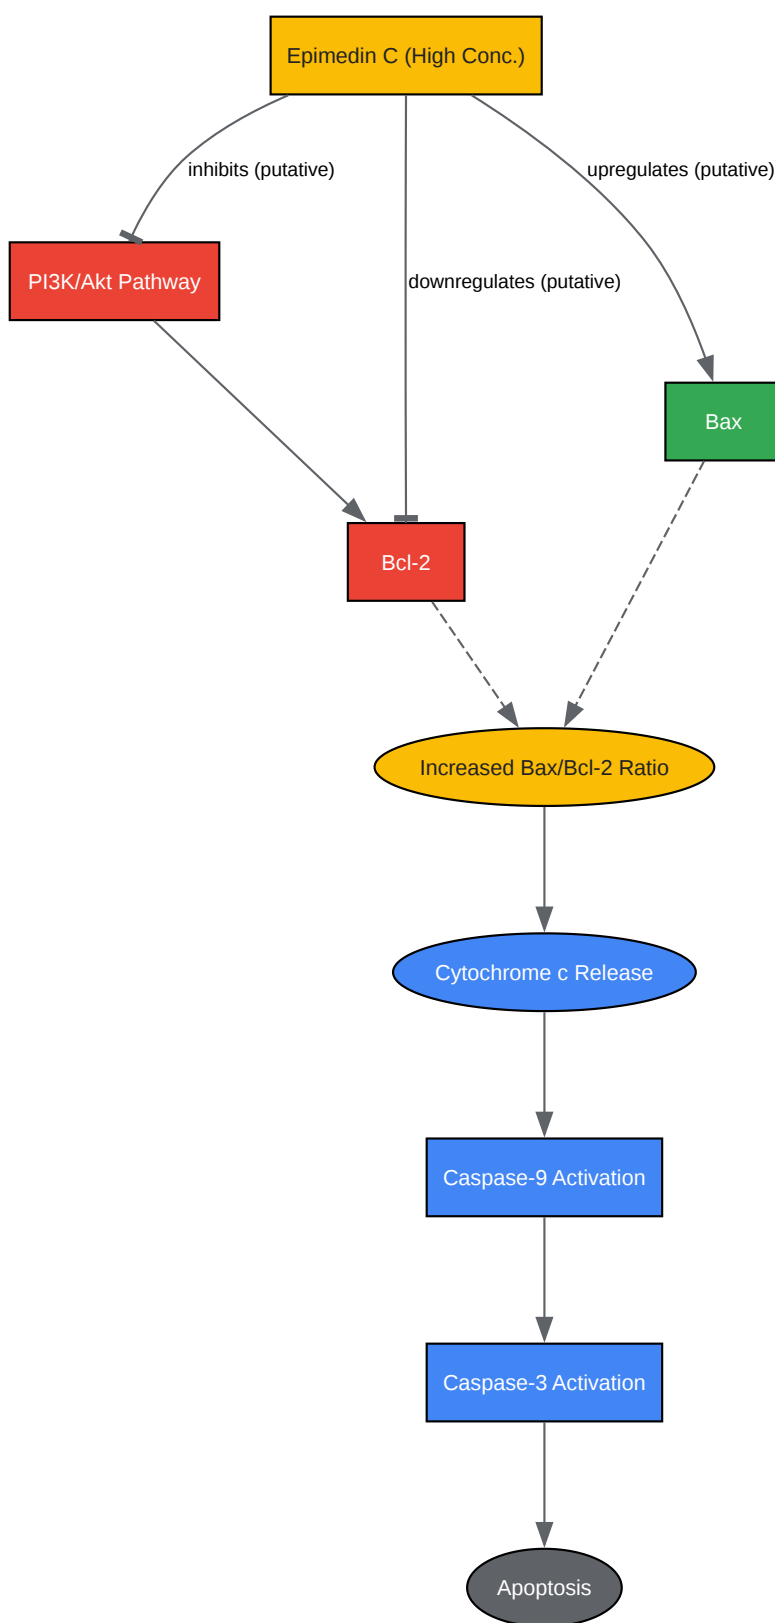 Epimedin C (High Conc.)
inhibits (putative)
upregulates (putative)
PI3K/Akt Pathway
downregulates (putative)
Bax
Bcl-2
Increased Bax/Bcl-2 Ratio
Cytochrome c Release
Caspase-9 Activation
Caspase-3 Activation
Apoptosis